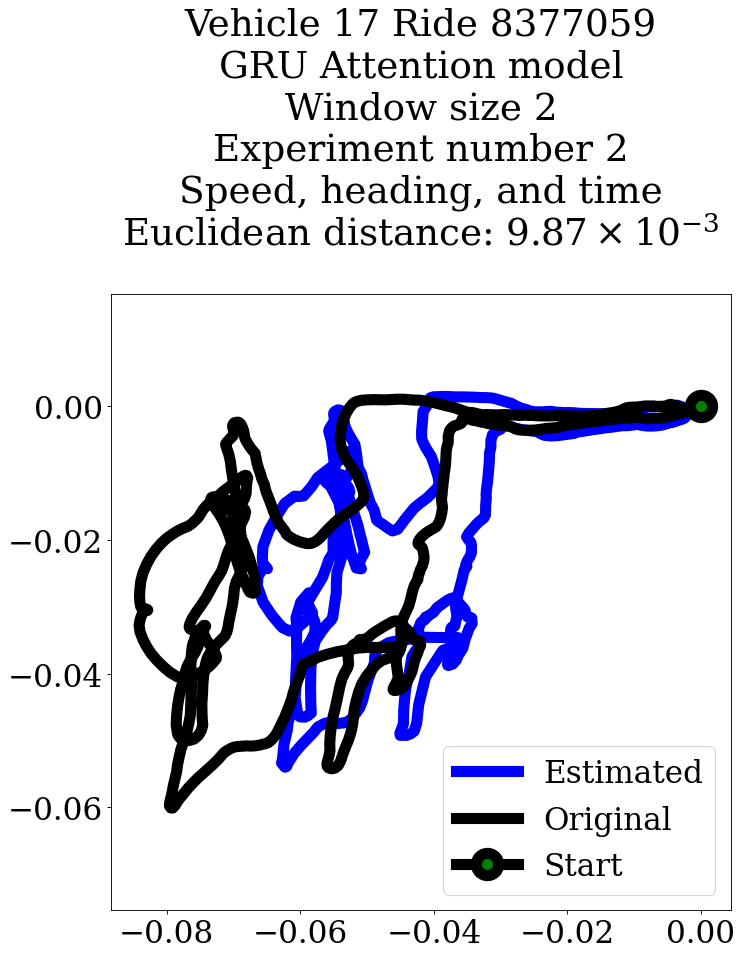 Vehicle 17 Ride 8377059
GRU Attention model
Window size 2
Experiment number 2
Speed, heading, and time
Euclidean distance: 9.87 × 10⁻³
0.00
−0.02
−0.04
−0.06
Estimated
Original
Start
−0.08 −0.06 −0.04 −0.02 0.00